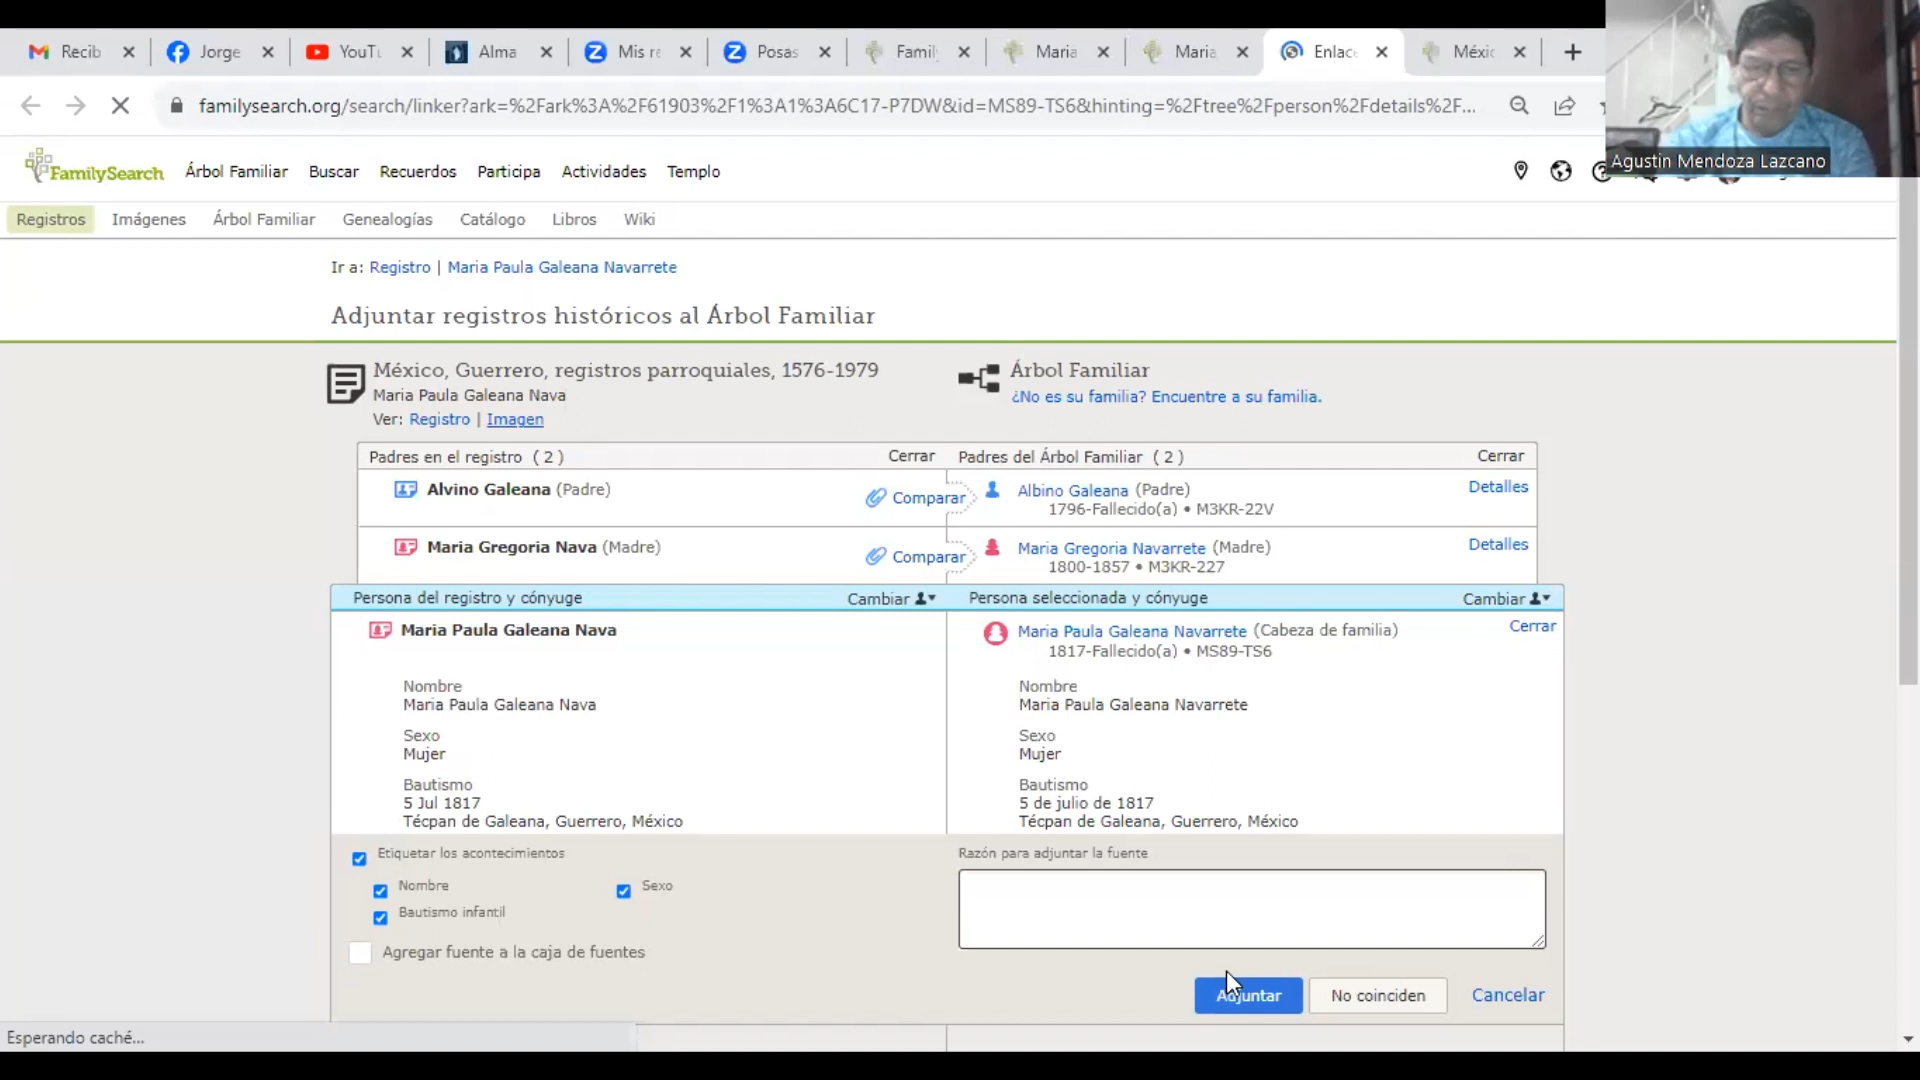 Recib
Jorge
YouTu
Alma
Mis re
Posas
Famil
Maria
Maria
Enlac
Méxic
familysearch.org/search/linker?ark=%2Fark%3A%2F61903%2F1%3A1%3A6C17-P7DW&id=MS89-TS6&hinting=%2Ftree%2Fperson%2Fdetails%2F...
Agustin Mendoza Lazcano
FamilySearch Árbol Familiar Buscar Recuerdos Participa Actividades Templo
Registros Imágenes Árbol Familiar Genealogías Catálogo Libros Wiki
Ir a: Registro | Maria Paula Galeana Navarrete
Adjuntar registros históricos al Árbol Familiar
México, Guerrero, registros parroquiales, 1576-1979
Maria Paula Galeana Nava
Ver: Registro | Imagen
Árbol Familiar
¿No es su familia? Encuentre a su familia.
Padres en el registro ( 2 ) Cerrar
Padres del Árbol Familiar ( 2 ) Cerrar
Alvino Galeana (Padre)
Comparar
Albino Galeana (Padre)
1796-Fallecido(a) • M3KR-22V
Detalles
Maria Gregoria Nava (Madre)
Comparar
Maria Gregoria Navarrete (Madre)
1800-1857 • M3KR-227
Detalles
Persona del registro y cónyuge Cambiar
Persona seleccionada y cónyuge Cambiar
Maria Paula Galeana Nava
Maria Paula Galeana Navarrete (Cabeza de familia)
1817-Fallecido(a) • MS89-TS6
Cerrar
Nombre
Maria Paula Galeana Nava
Nombre
Maria Paula Galeana Navarrete
Sexo
Mujer
Sexo
Mujer
Bautismo
5 Jul 1817
Técpan de Galeana, Guerrero, México
Bautismo
5 de julio de 1817
Técpan de Galeana, Guerrero, México
Etiquetar los acontecimientos
Nombre
Sexo
Bautismo infantil
Agregar fuente a la caja de fuentes
Razón para adjuntar la fuente
Adjuntar
No coinciden
Cancelar
Esperando caché...